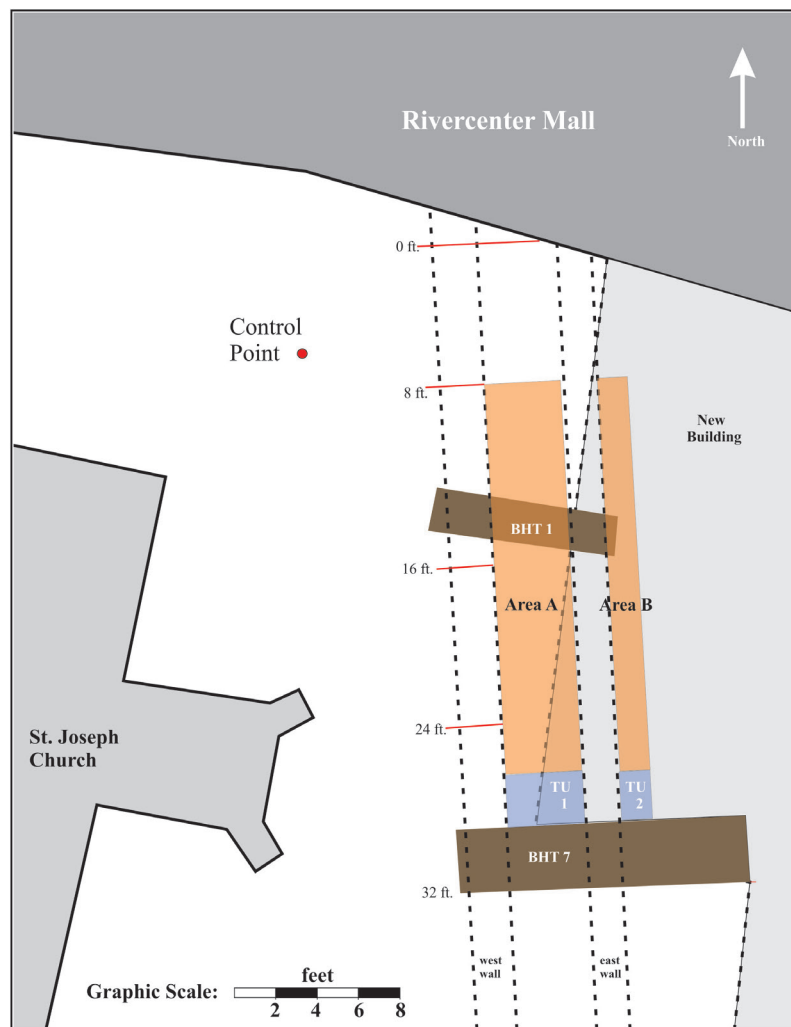 Rivercenter Mall
North
0 ft.
Control
Point
8 ft.
New
Building
BHT 1
16 ft.
Area A
Area B
24 ft.
St. Joseph
Church
TU
1
TU
2
BHT 7
32 ft.
west
wall
east
wall
feet
Graphic Scale:
2 4 6 8